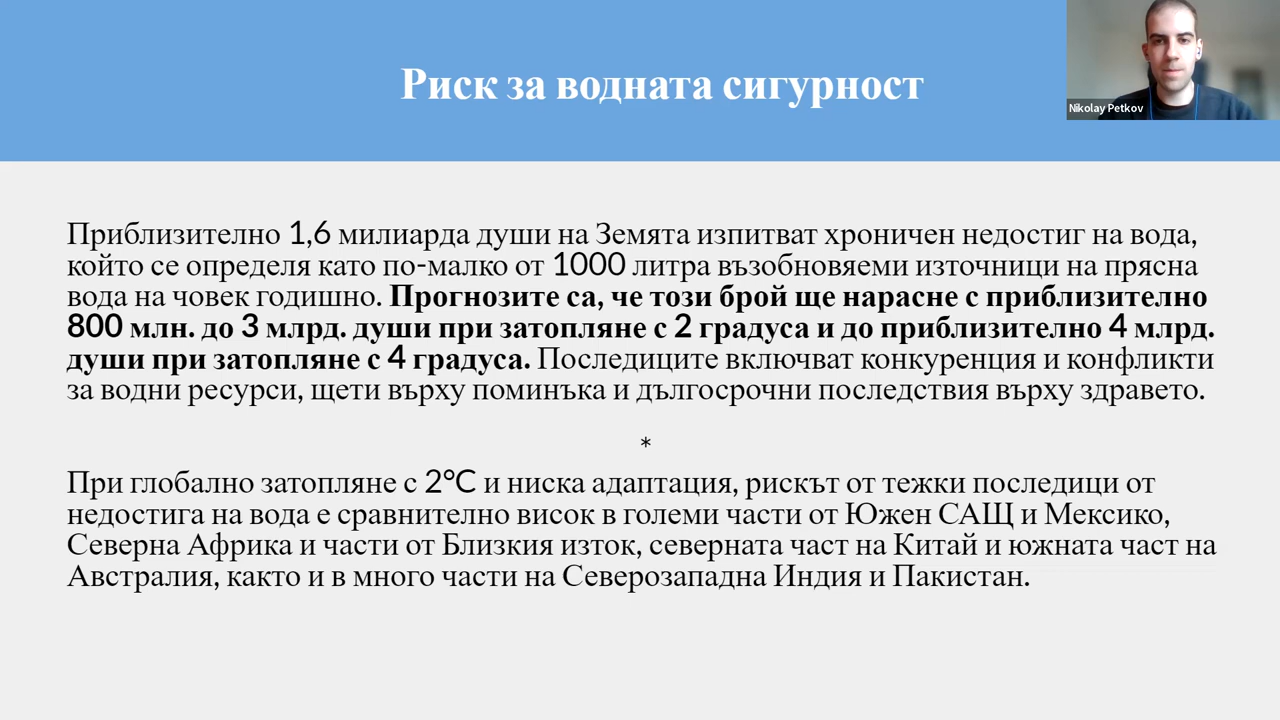 Риск за водната сигурност
Nikolay Petkov
Приблизително 1,6 милиарда души на Земята изпитват хроничен недостиг на вода,
който се определя като по-малко от 1000 литра възобновяеми източници на прясна
вода на човек годишно. Прогнозите са, че този брой ще нарасне с приблизително
800 млн. до 3 млрд. души при затопляне с 2 градуса и до приблизително 4 млрд.
души при затопляне с 4 градуса. Последиците включват конкуренция и конфликти
за водни ресурси, щети върху поминъка и дългосрочни последствия върху здравето.
*
При глобално затопляне с 2°C и ниска адаптация, рискът от тежки последици от
недостига на вода е сравнително висок в големи части от Южен САЩ и Мексико,
Северна Африка и части от Близкия изток, северната част на Китай и южната част на
Австралия, както и в много части на Северозападна Индия и Пакистан.